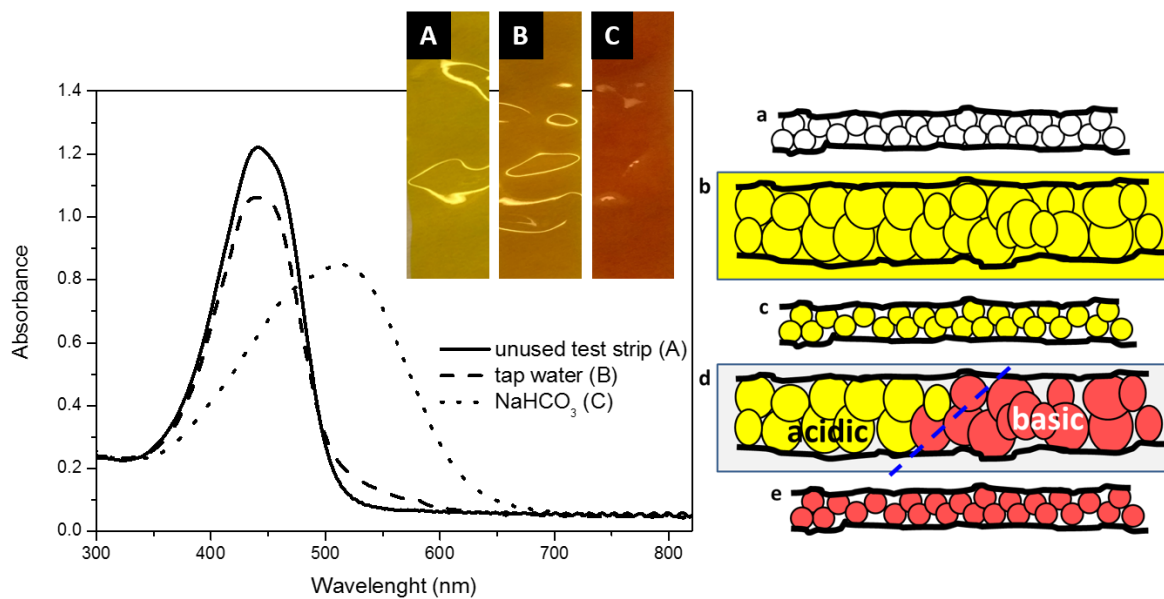 A
B
C
1.4
1.2
1.0
0.8
0.6
0.4
0.2
0.0
Absorbance
unused test strip (A)
tap water (B)
NaHCO₃ (C)
300
400
500
600
700
800
Wavelenght (nm)
a
b
c
d
acidic
basic
e